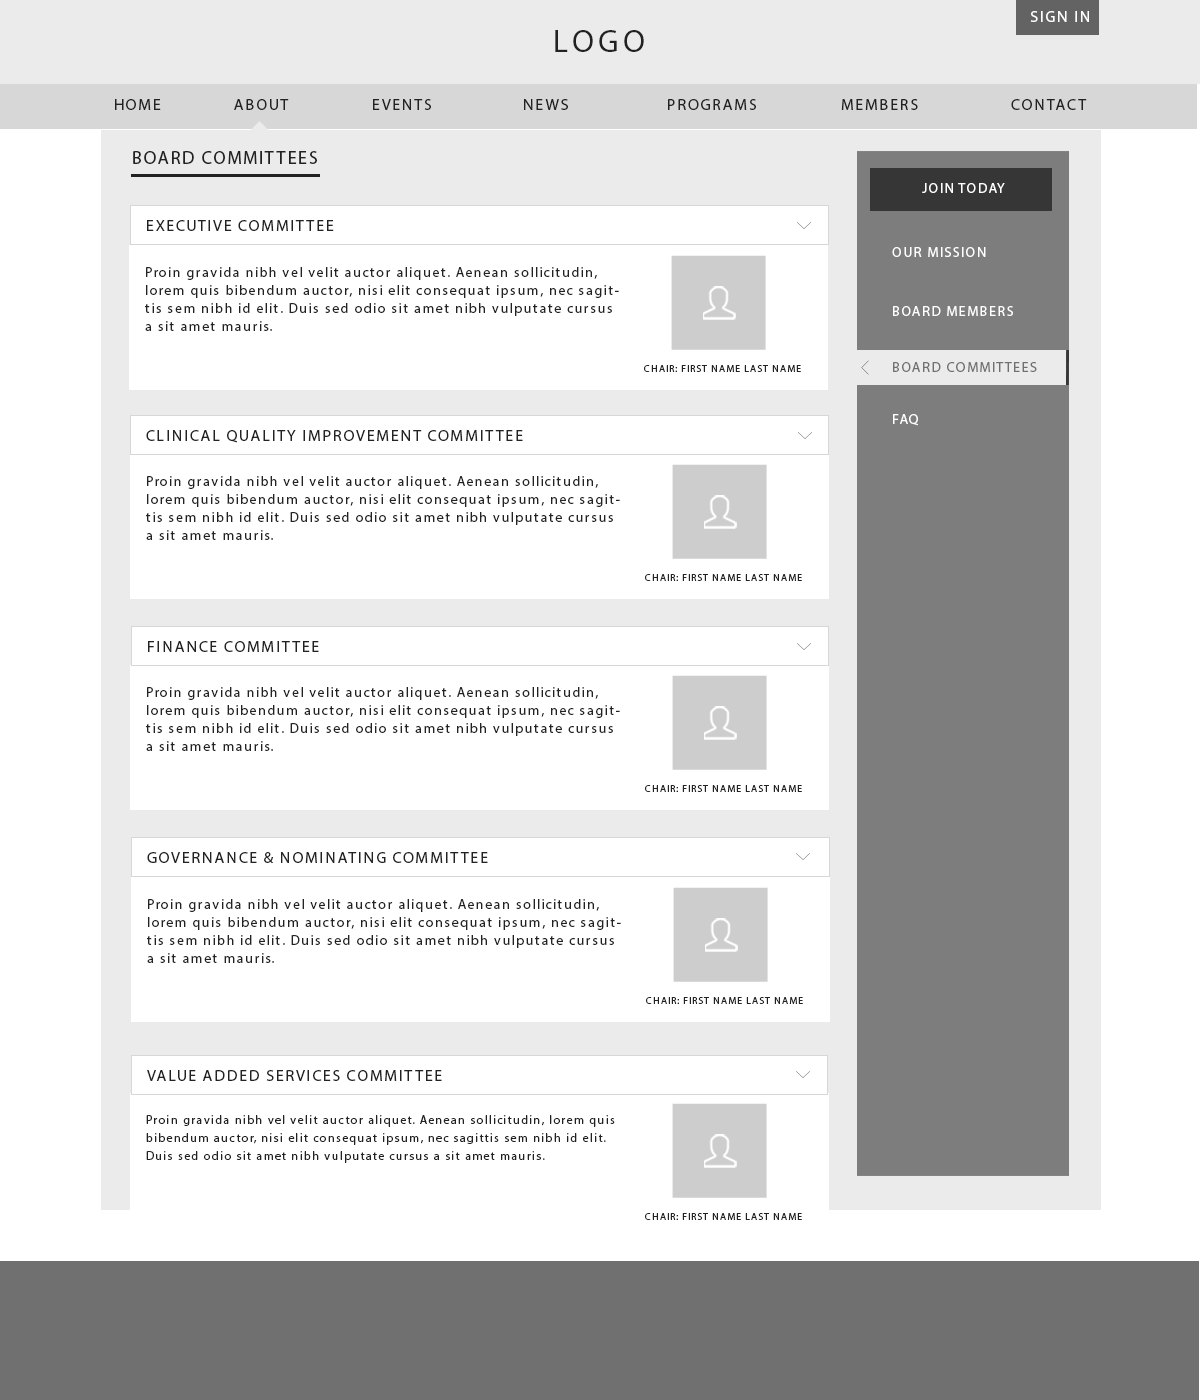 SIGN IN
LOGO
HOME ABOUT EVENTS NEWS PROGRAMS MEMBERS CONTACT
BOARD COMMITTEES
EXECUTIVE COMMITTEE
Proin gravida nibh vel velit auctor aliquet. Aenean sollicitudin,
lorem quis bibendum auctor, nisi elit consequat ipsum, nec sagit-
tis sem nibh id elit. Duis sed odio sit amet nibh vulputate cursus
a sit amet mauris.
CHAIR: FIRST NAME LAST NAME
CLINICAL QUALITY IMPROVEMENT COMMITTEE
Proin gravida nibh vel velit auctor aliquet. Aenean sollicitudin,
lorem quis bibendum auctor, nisi elit consequat ipsum, nec sagit-
tis sem nibh id elit. Duis sed odio sit amet nibh vulputate cursus
a sit amet mauris.
CHAIR: FIRST NAME LAST NAME
FINANCE COMMITTEE
Proin gravida nibh vel velit auctor aliquet. Aenean sollicitudin,
lorem quis bibendum auctor, nisi elit consequat ipsum, nec sagit-
tis sem nibh id elit. Duis sed odio sit amet nibh vulputate cursus
a sit amet mauris.
CHAIR: FIRST NAME LAST NAME
GOVERNANCE & NOMINATING COMMITTEE
Proin gravida nibh vel velit auctor aliquet. Aenean sollicitudin,
lorem quis bibendum auctor, nisi elit consequat ipsum, nec sagit-
tis sem nibh id elit. Duis sed odio sit amet nibh vulputate cursus
a sit amet mauris.
CHAIR: FIRST NAME LAST NAME
VALUE ADDED SERVICES COMMITTEE
Proin gravida nibh vel velit auctor aliquet. Aenean sollicitudin, lorem quis
bibendum auctor, nisi elit consequat ipsum, nec sagittis sem nibh id elit.
Duis sed odio sit amet nibh vulputate cursus a sit amet mauris.
CHAIR: FIRST NAME LAST NAME
JOIN TODAY
OUR MISSION
BOARD MEMBERS
BOARD COMMITTEES
FAQ